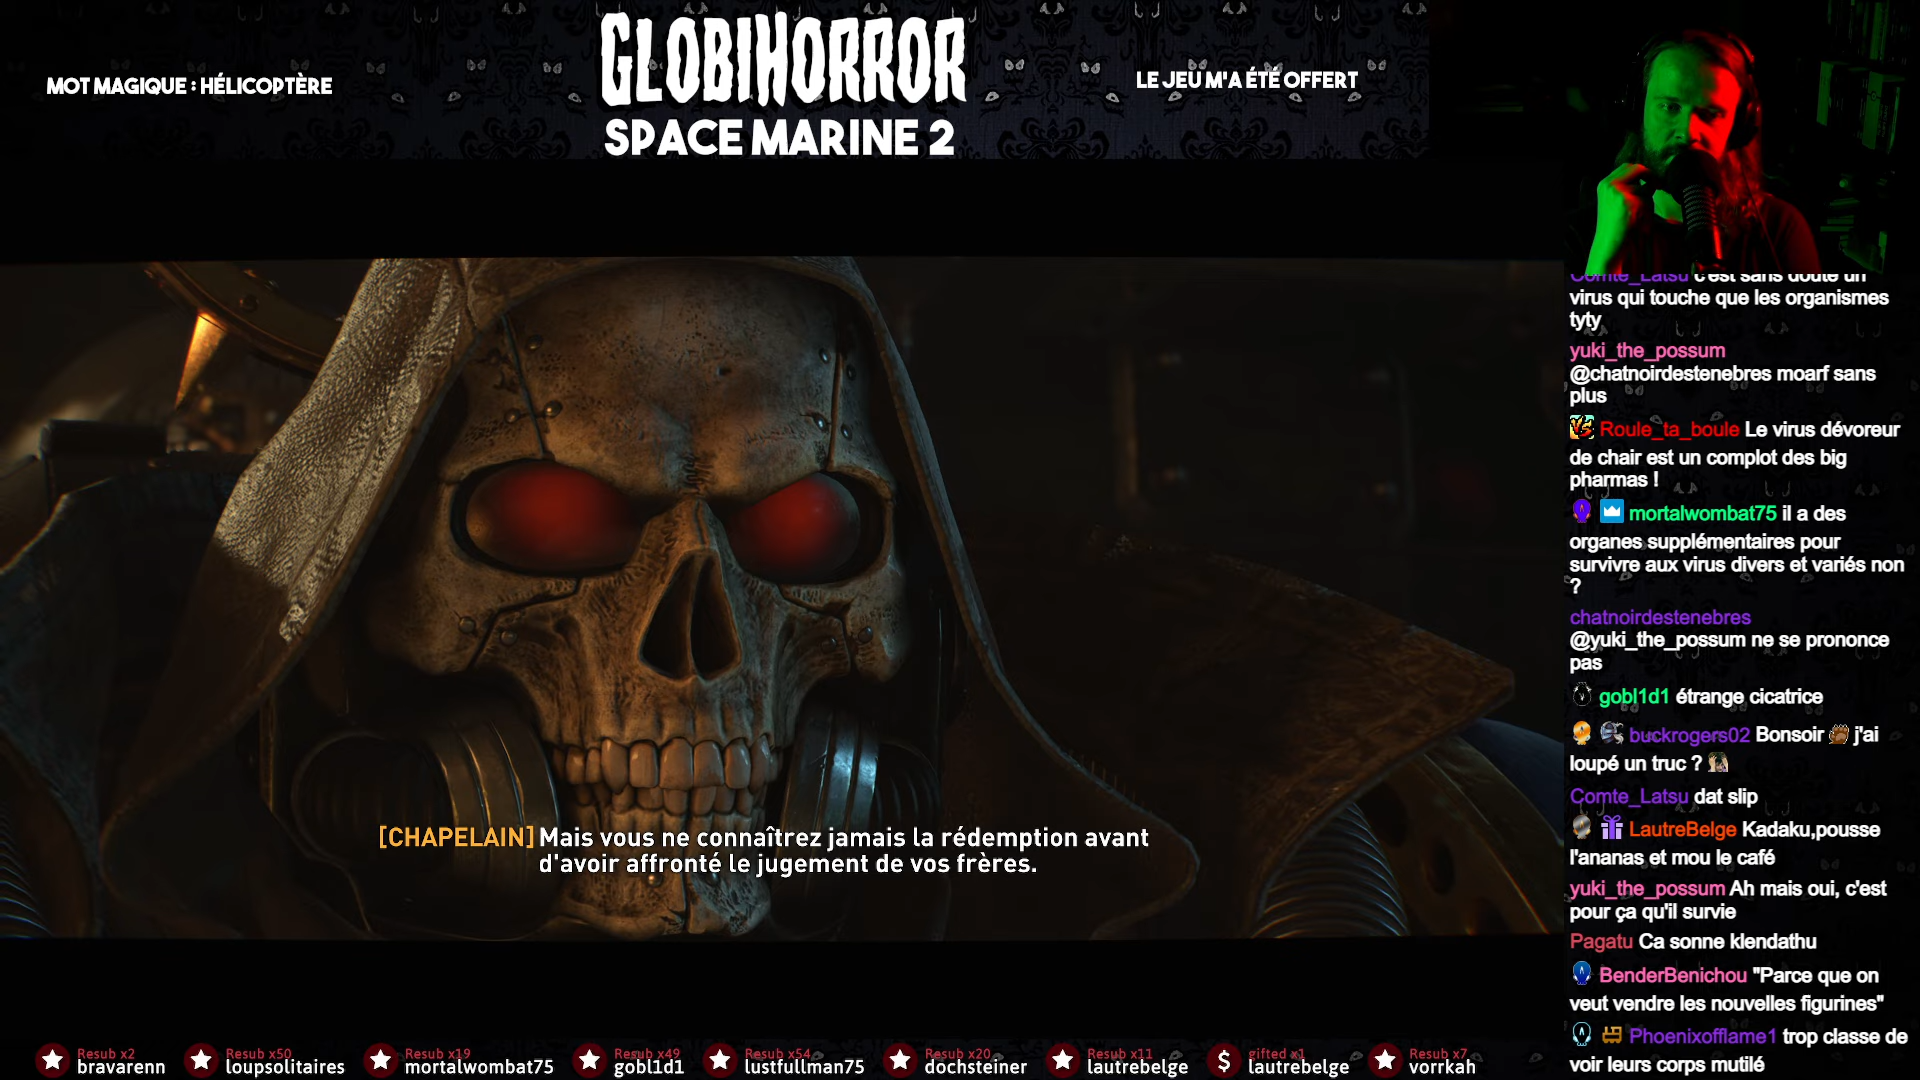 MOT MAGIQUE : HÉLICOPTÈRE
GLOBIHORROR
SPACE MARINE 2
LE JEU M'A ÉTÉ OFFERT
[CHAPELAIN] Mais vous ne connaîtrez jamais la rédemption avant
d'avoir affronté le jugement de vos frères.
Comte_Latsu c'est sans doute un
virus qui touche que les organismes
tyty
yuki_the_possum
@chatnoirdestenebres moarf sans
plus
Roule_ta_boule Le virus dévoreur
de chair est un complot des big
pharmas !
mortalwombat75 il a des
organes supplémentaires pour
survivre aux virus divers et variés non
?
chatnoirdestenebres
@yuki_the_possum ne se prononce
pas
gobl1d1 étrange cicatrice
buckrogers02 Bonsoir j'ai
loupé un truc ?
Comte_Latsu dat slip
LautreBelge Kadaku,pousse
l'ananas et mou le café
yuki_the_possum Ah mais oui, c'est
pour ça qu'il survie
Pagatu Ca sonne klendathu
BenderBenichou "Parce que on
veut vendre les nouvelles figurines"
Phoenixofflame1 trop classe de
voir leurs corps mutilé
Resub x2
bravarenn
Resub x50
loupsolitaires
Resub x19
mortalwombat75
Resub x49
gobl1d1
Resub x54
lustfullman75
Resub x20
dochsteiner
Resub x11
lautrebelge
gifted x1
lautrebelge
Resub x7
vorrkah